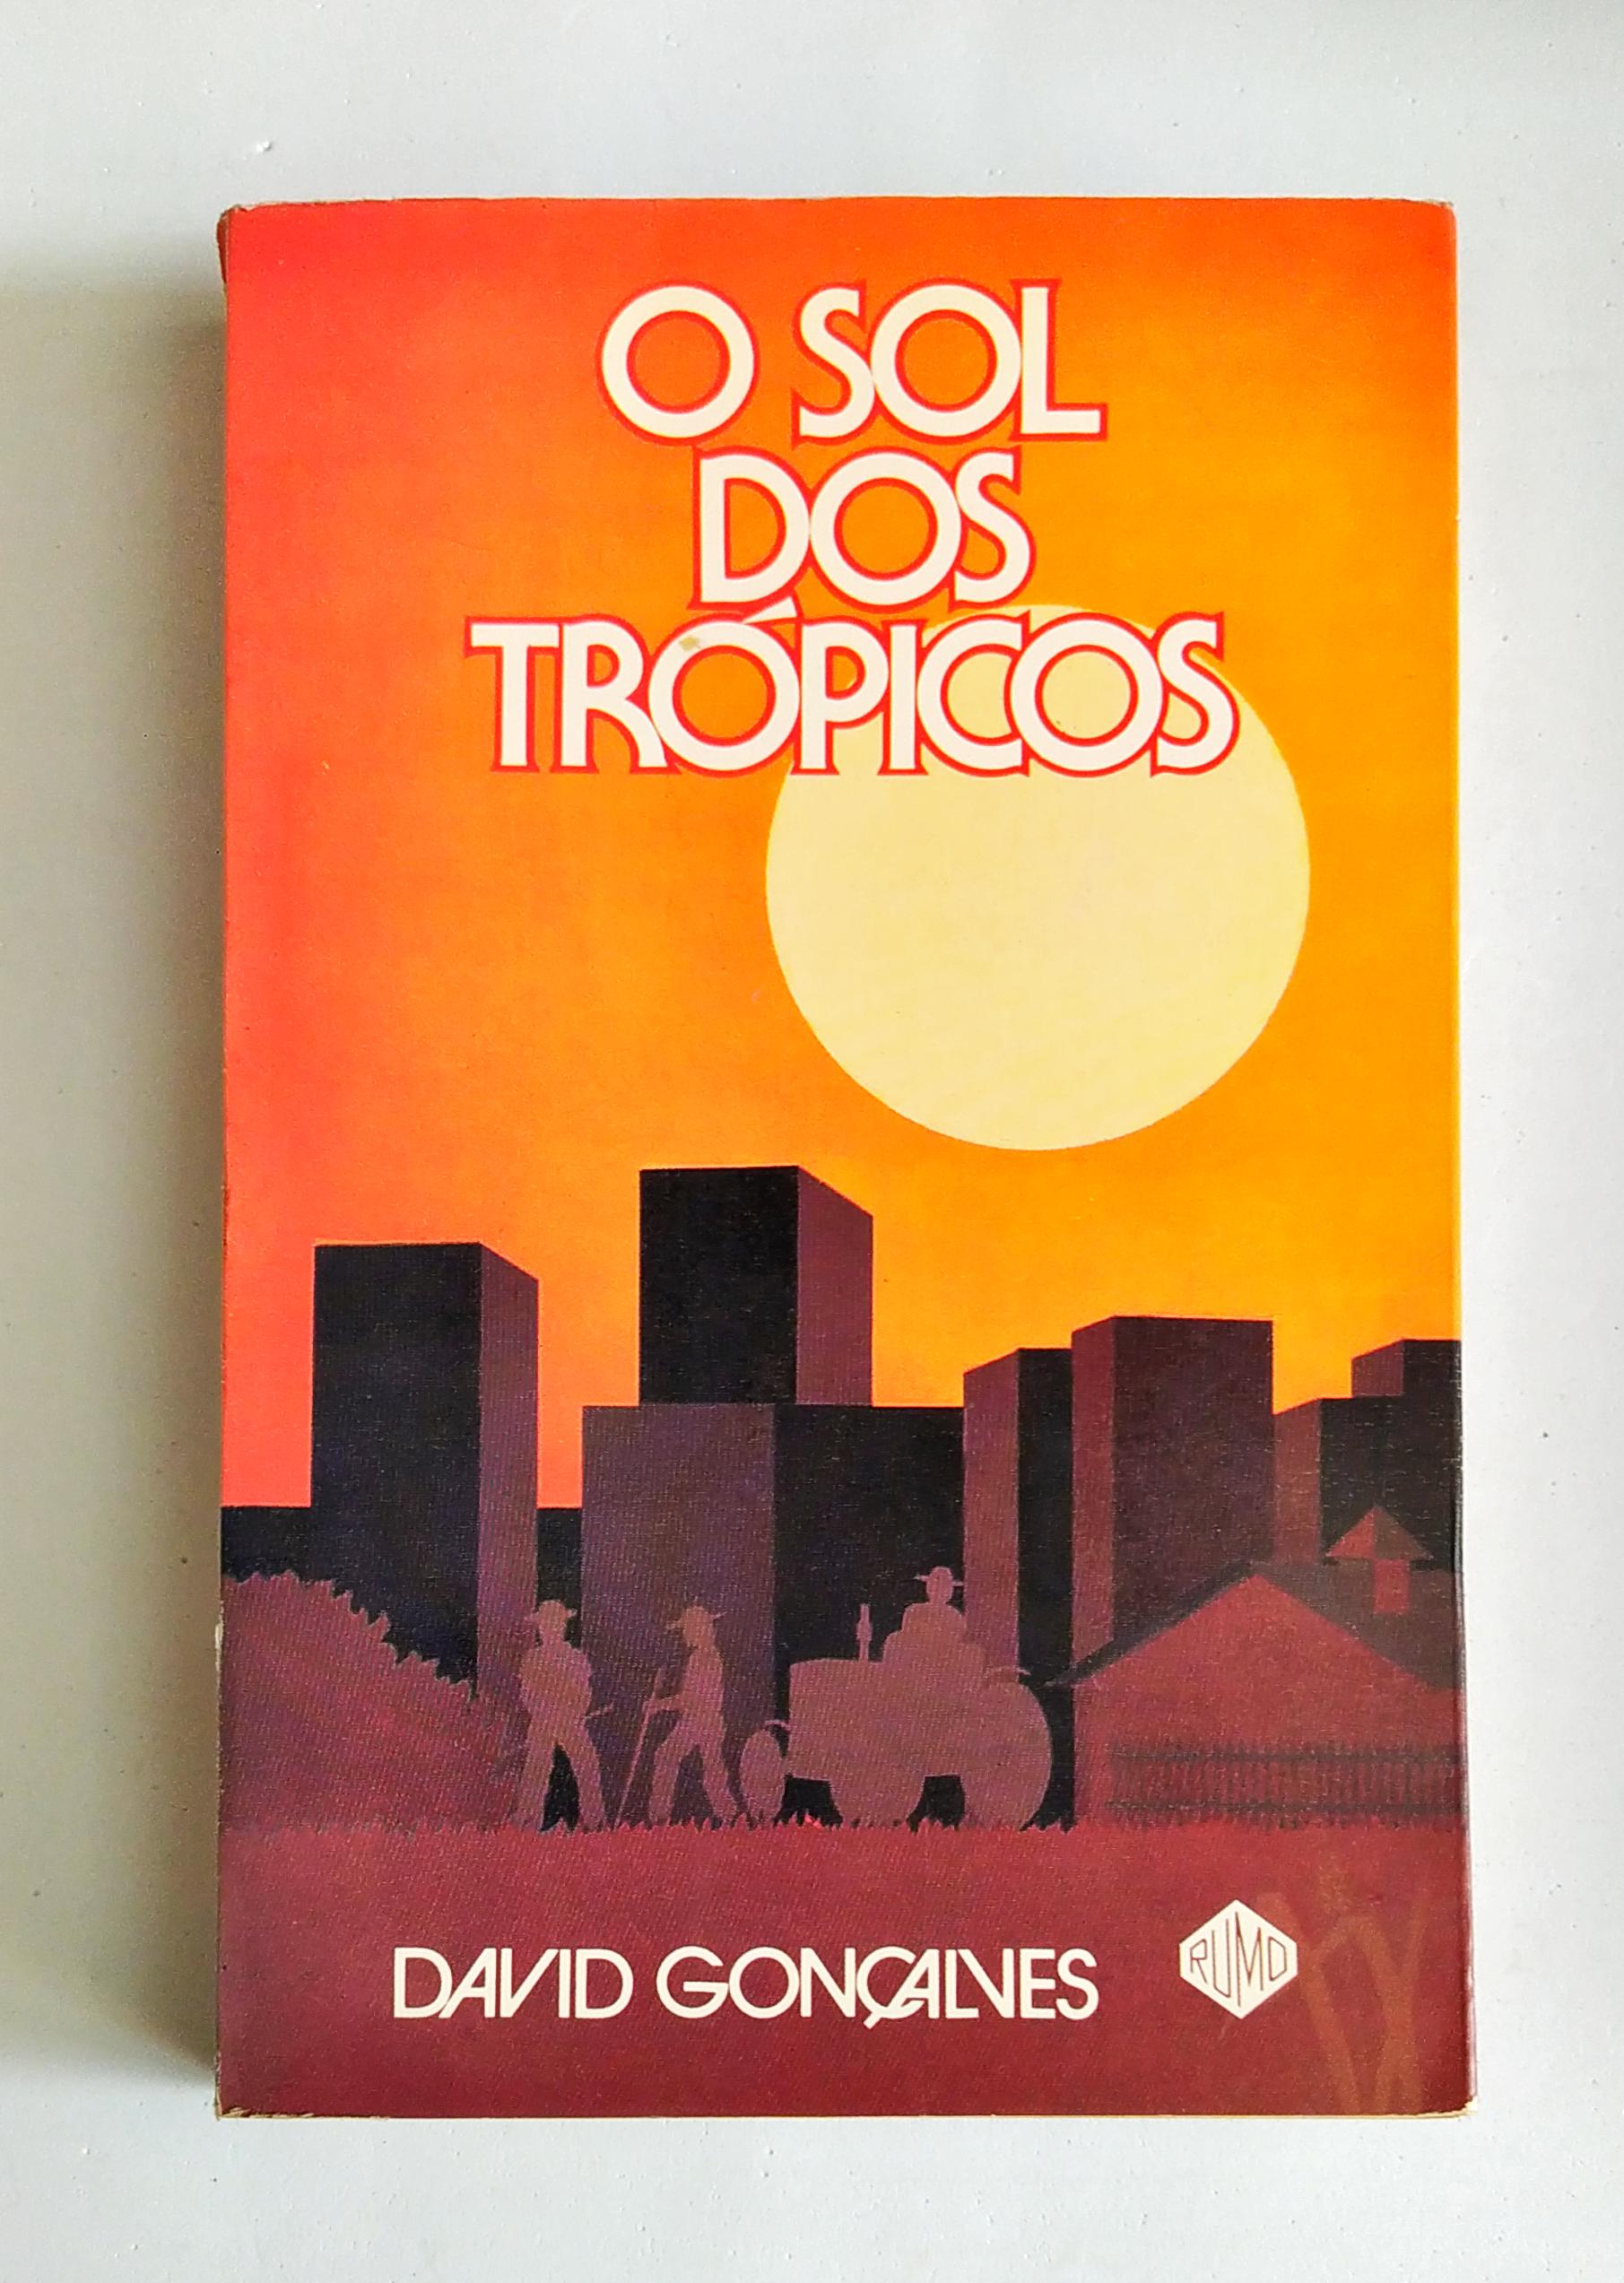 O SOL
DOS
TRÓPICOS
DAVID GONÇALVES
RUMO